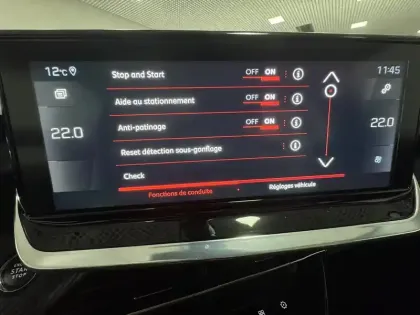 12°C
11:45
Stop and Start OFF ON
Aide au stationnement OFF ON
22.0
22.0
Anti-patinage OFF ON
Reset détection sous-gonflage
Check
Fonctions de conduite Réglages véhicule
START
STOP